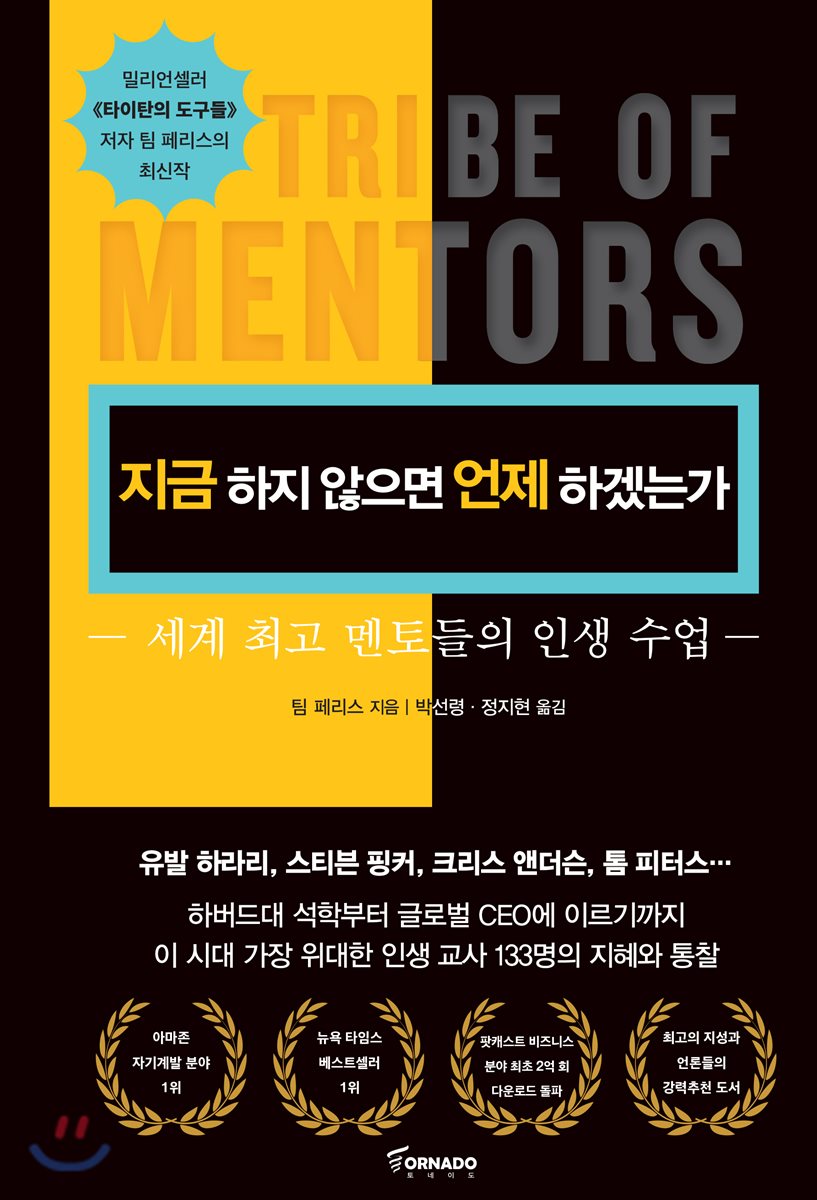 밀리언셀러
《타이탄의 도구들》
저자 팀 페리스의
최신작
TRIBE OF
MENTORS
지금 하지 않으면 언제 하겠는가
— 세계 최고 멘토들의 인생 수업 —
팀 페리스 지음 | 박선령 · 정지현 옮김
유발 하라리, 스티븐 핑커, 크리스 앤더슨, 톰 피터스…
하버드대 석학부터 글로벌 CEO에 이르기까지
이 시대 가장 위대한 인생 교사 133명의 지혜와 통찰
아마존
자기계발 분야
1위
뉴욕 타임스
베스트셀러
1위
팟캐스트 비즈니스
분야 최초 2억 회
다운로드 돌파
최고의 지성과
언론들의
강력추천 도서
TORNADO
토네이도